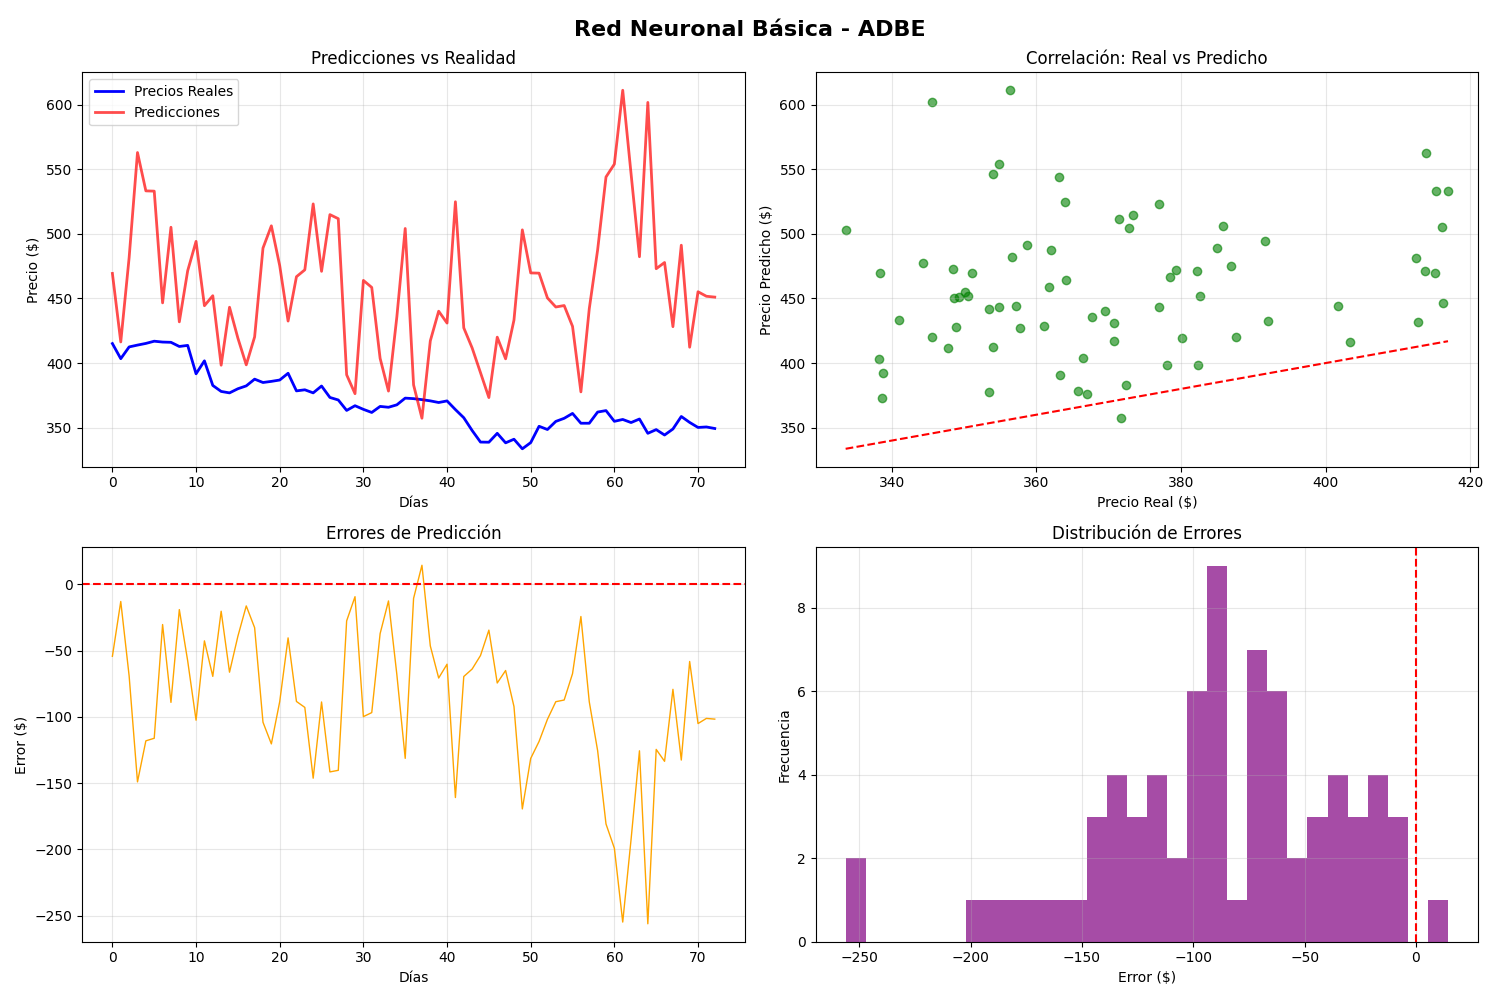 Red Neuronal Básica - ADBE
Predicciones vs Realidad
Precios Reales
Predicciones
Precio ($)
600
550
500
450
400
350
0 10 20 30 40 50 60 70
Días
Correlación: Real vs Predicho
Precio Predicho ($)
600
550
500
450
400
350
340 360 380 400 420
Precio Real ($)
Errores de Predicción
Error ($)
0
−50
−100
−150
−200
−250
0 10 20 30 40 50 60 70
Días
Distribución de Errores
Frecuencia
8
6
4
2
0
−250 −200 −150 −100 −50 0
Error ($)